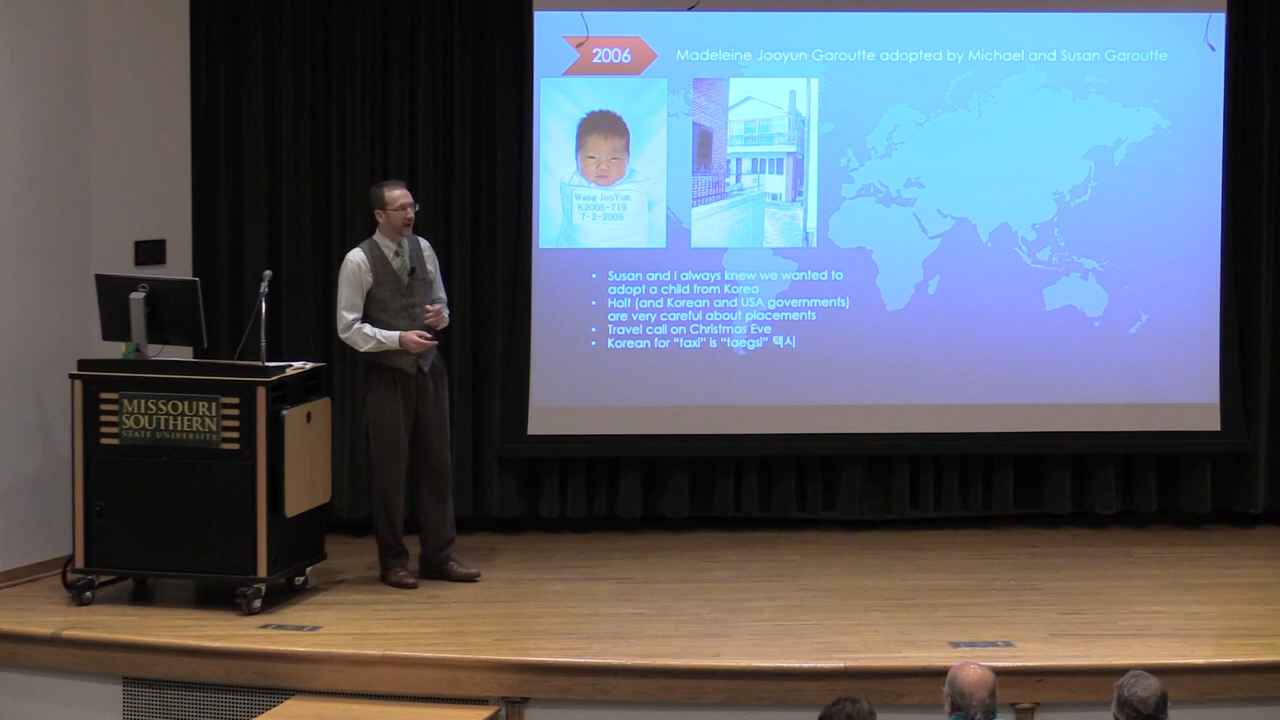 2006
Madeleine Jooyun Garoutte adopted by Michael and Susan Garoutte
Wang JooYun
K2005-719
7-2-2005
• Susan and I always knew we wanted to
adopt a child from Korea
• Holt (and Korean and USA governments)
are very careful about placements
• Travel call on Christmas Eve
• Korean for “taxi” is “taegsi” 택시
MISSOURI
SOUTHERN
STATE UNIVERSITY